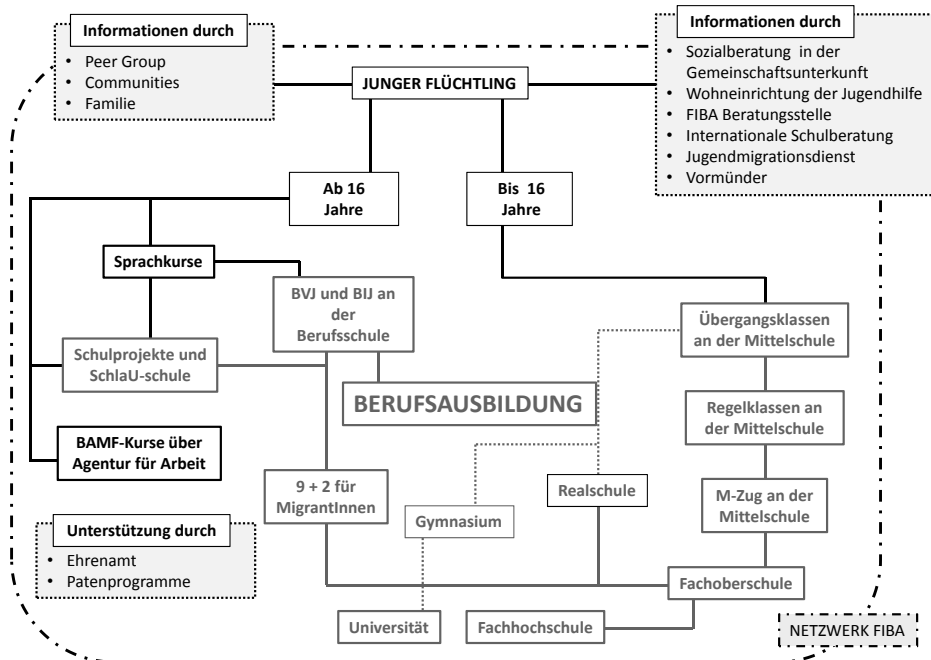 Informationen durch
• Peer Group
• Communities
• Familie
JUNGER FLÜCHTLING
Informationen durch
• Sozialberatung in der
Gemeinschaftsunterkunft
• Wohneinrichtung der Jugendhilfe
• FIBA Beratungsstelle
• Internationale Schulberatung
• Jugendmigrationsdienst
• Vormünder
Ab 16
Jahre
Bis 16
Jahre
Sprachkurse
BVJ und BIJ an
der
Berufsschule
Übergangsklassen
an der Mittelschule
Schulprojekte und
SchlaU-schule
BERUFSAUSBILDUNG
Regelklassen an
der Mittelschule
BAMF-Kurse über
Agentur für Arbeit
9 + 2 für
MigrantInnen
Gymnasium
Realschule
M-Zug an der
Mittelschule
Unterstützung durch
• Ehrenamt
• Patenprogramme
Fachoberschule
Universität
Fachhochschule
NETZWERK FIBA